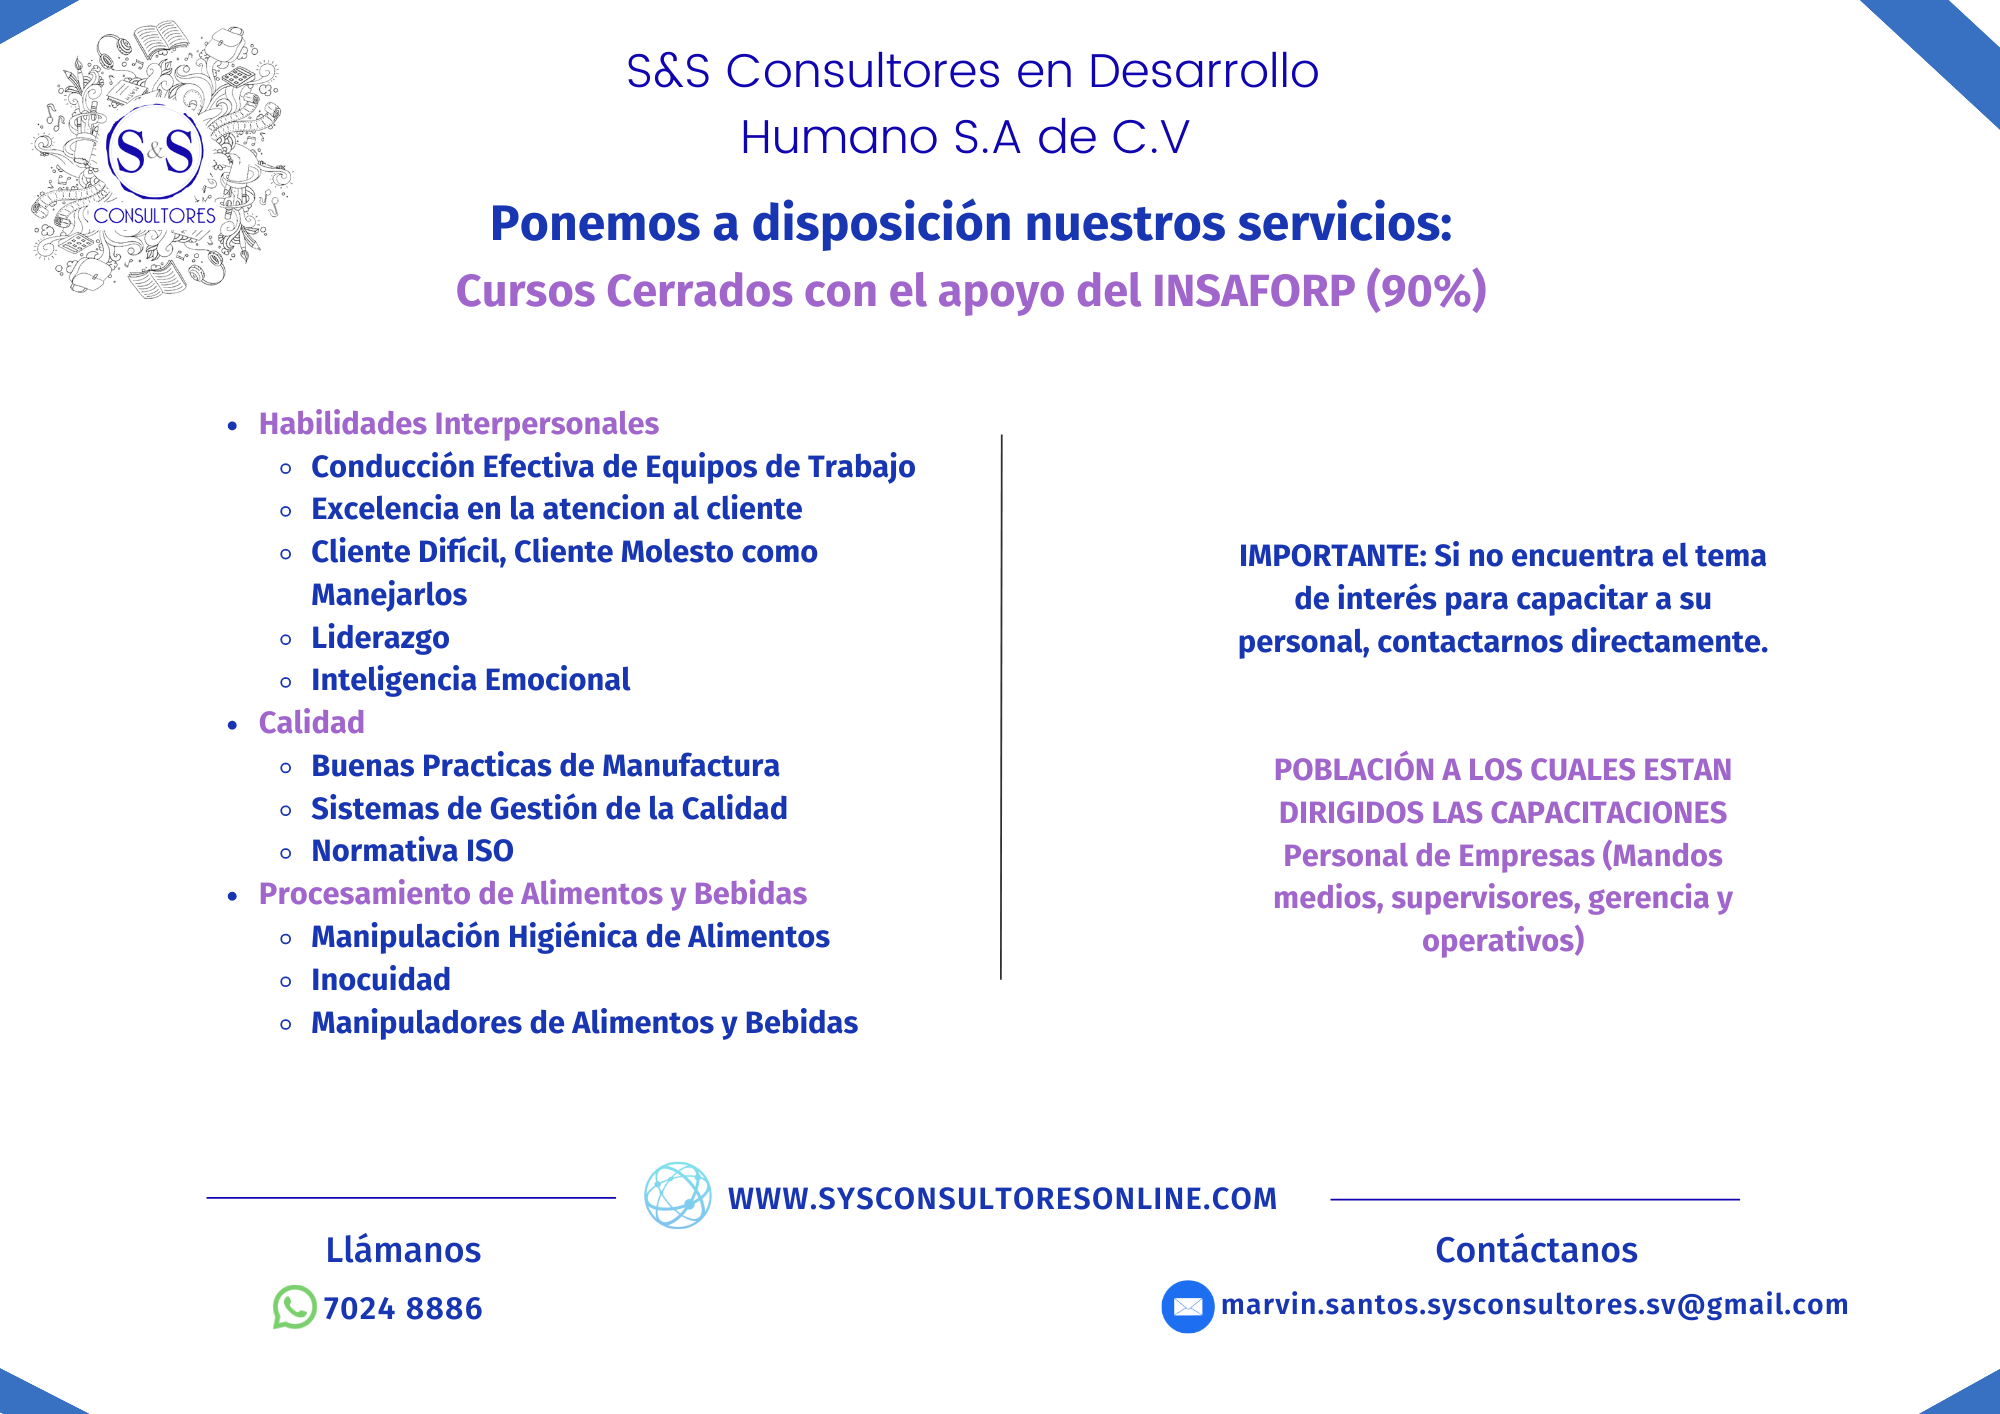 S&S
CONSULTORES
S&S Consultores en Desarrollo
Humano S.A de C.V
Ponemos a disposición nuestros servicios:
Cursos Cerrados con el apoyo del INSAFORP (90%)
• Habilidades Interpersonales
◦ Conducción Efectiva de Equipos de Trabajo
◦ Excelencia en la atencion al cliente
◦ Cliente Difícil, Cliente Molesto como
Manejarlos
◦ Liderazgo
◦ Inteligencia Emocional
• Calidad
◦ Buenas Practicas de Manufactura
◦ Sistemas de Gestión de la Calidad
◦ Normativa ISO
• Procesamiento de Alimentos y Bebidas
◦ Manipulación Higiénica de Alimentos
◦ Inocuidad
◦ Manipuladores de Alimentos y Bebidas
IMPORTANTE: Si no encuentra el tema
de interés para capacitar a su
personal, contactarnos directamente.
POBLACIÓN A LOS CUALES ESTAN
DIRIGIDOS LAS CAPACITACIONES
Personal de Empresas (Mandos
medios, supervisores, gerencia y
operativos)
WWW.SYSCONSULTORESONLINE.COM
Llámanos
7024 8886
Contáctanos
marvin.santos.sysconsultores.sv@gmail.com